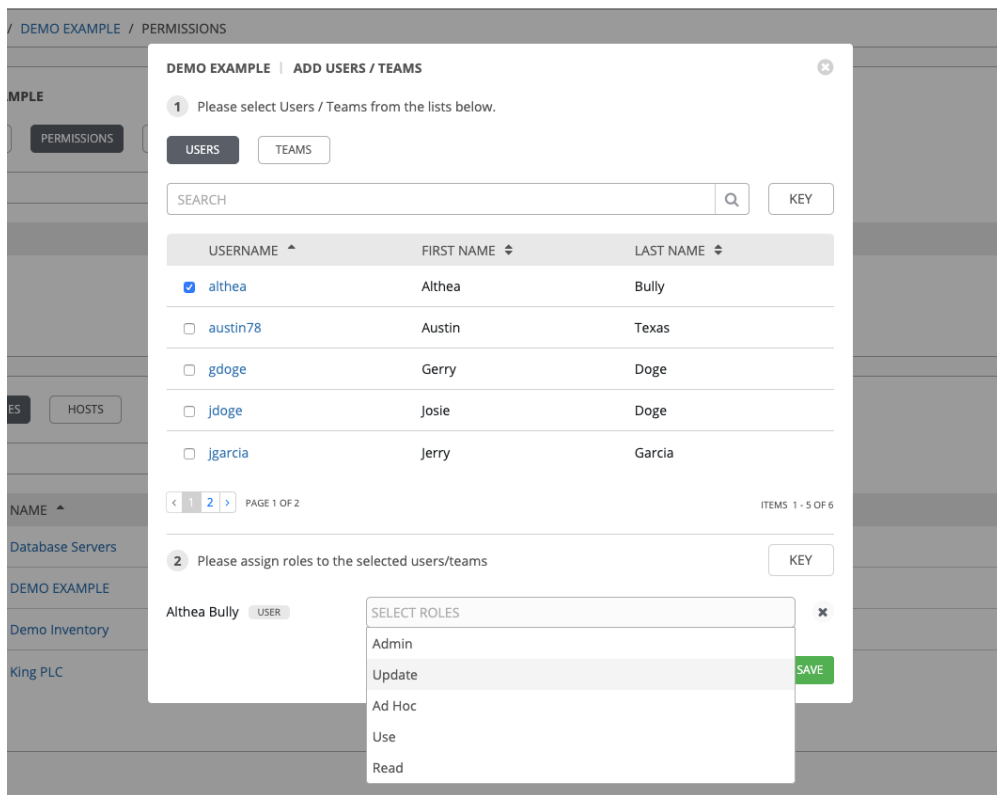 / DEMO EXAMPLE / PERMISSIONS
DEMO EXAMPLE | ADD USERS / TEAMS
MPLE
1 Please select Users / Teams from the lists below.
PERMISSIONS
USERS TEAMS
SEARCH KEY
USERNAME FIRST NAME LAST NAME
althea Althea Bully
austin78 Austin Texas
gdoge Gerry Doge
jdoge Josie Doge
ES HOSTS
jgarcia Jerry Garcia
< 1 2 > PAGE 1 OF 2 ITEMS 1 - 5 OF 6
NAME
Database Servers
2 Please assign roles to the selected users/teams KEY
DEMO EXAMPLE
Althea Bully USER SELECT ROLES
Demo Inventory
Admin
King PLC
Update SAVE
Ad Hoc
Use
Read